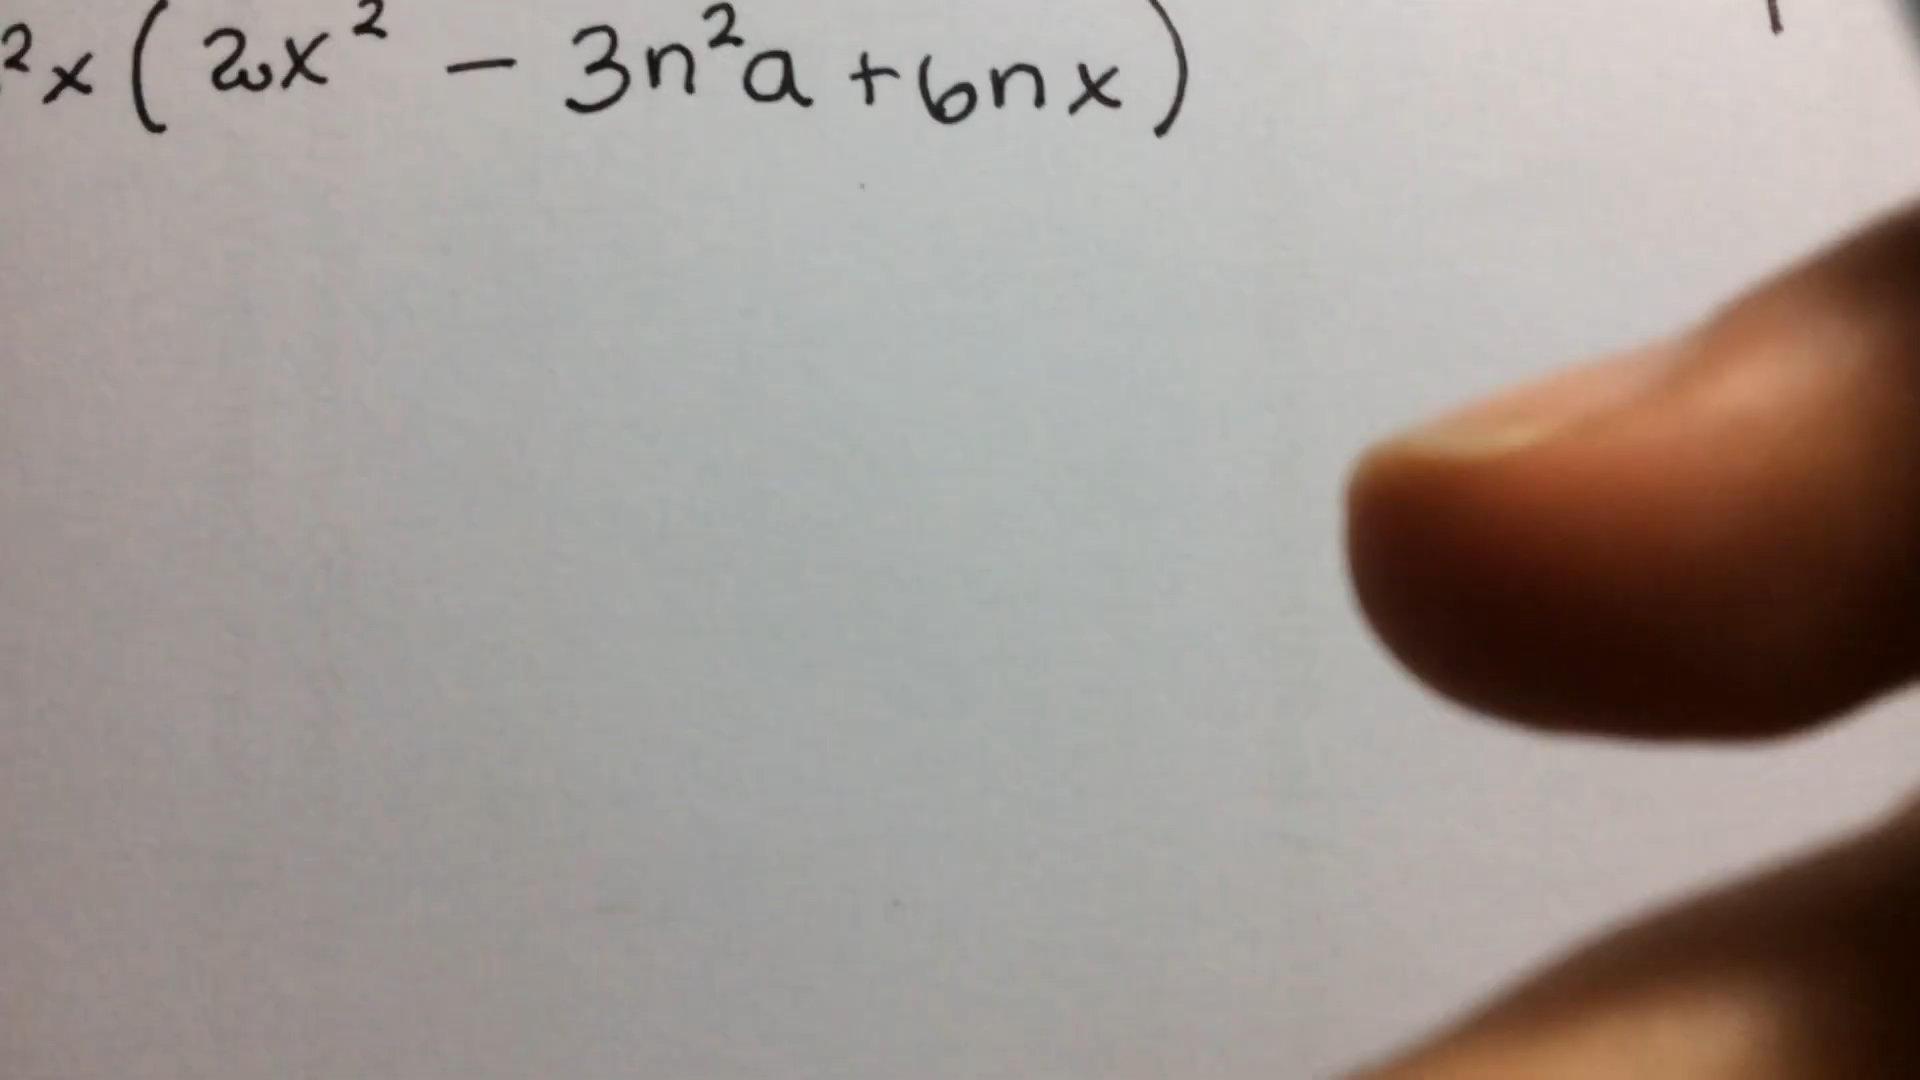 ²x(2x² - 3n²a + 6nx)